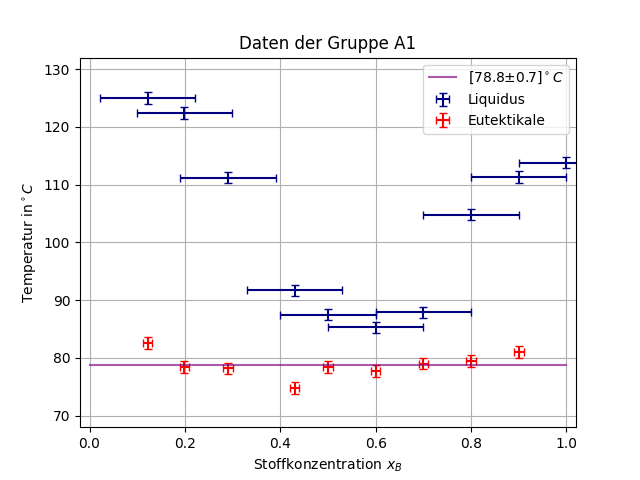 Daten der Gruppe A1
[78.8±0.7]°C
Liquidus
Eutektikale
130
120
110
100
90
80
70
Temperatur in°C
0.0 0.2 0.4 0.6 0.8 1.0
Stoffkonzentration x_B